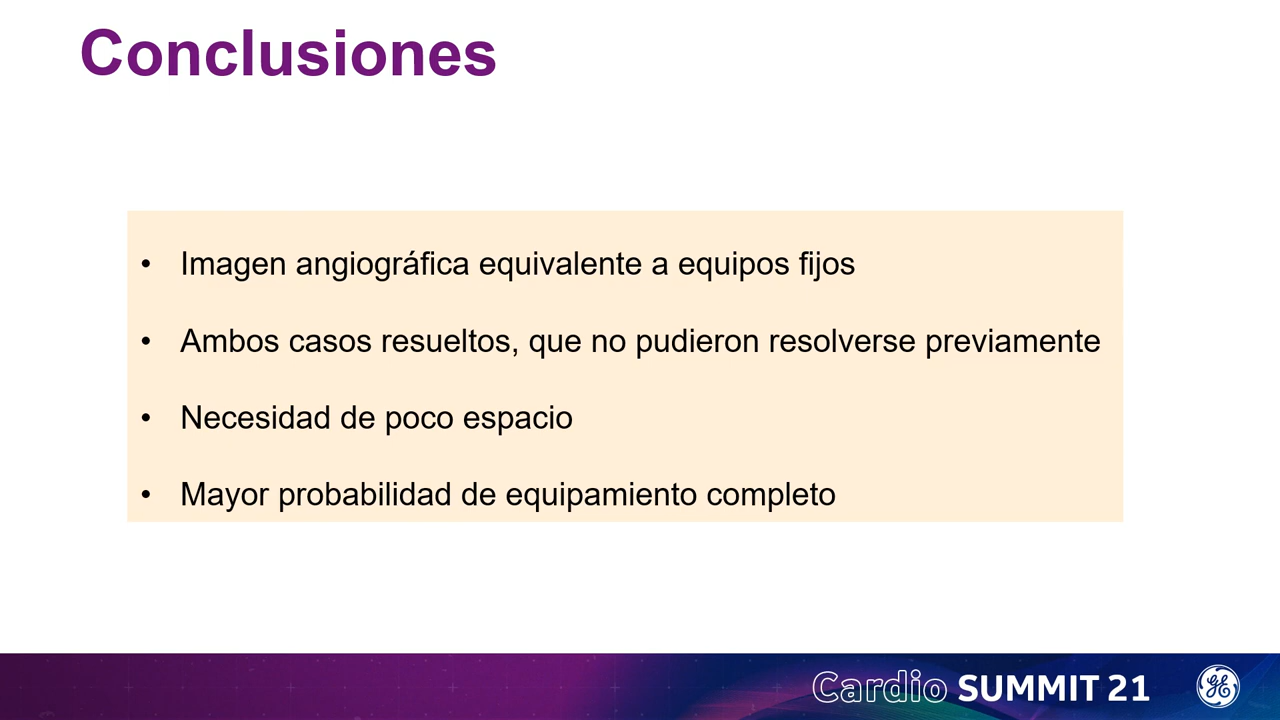 Conclusiones
• Imagen angiográfica equivalente a equipos fijos
• Ambos casos resueltos, que no pudieron resolverse previamente
• Necesidad de poco espacio
• Mayor probabilidad de equipamiento completo
Cardio SUMMIT 21
GE